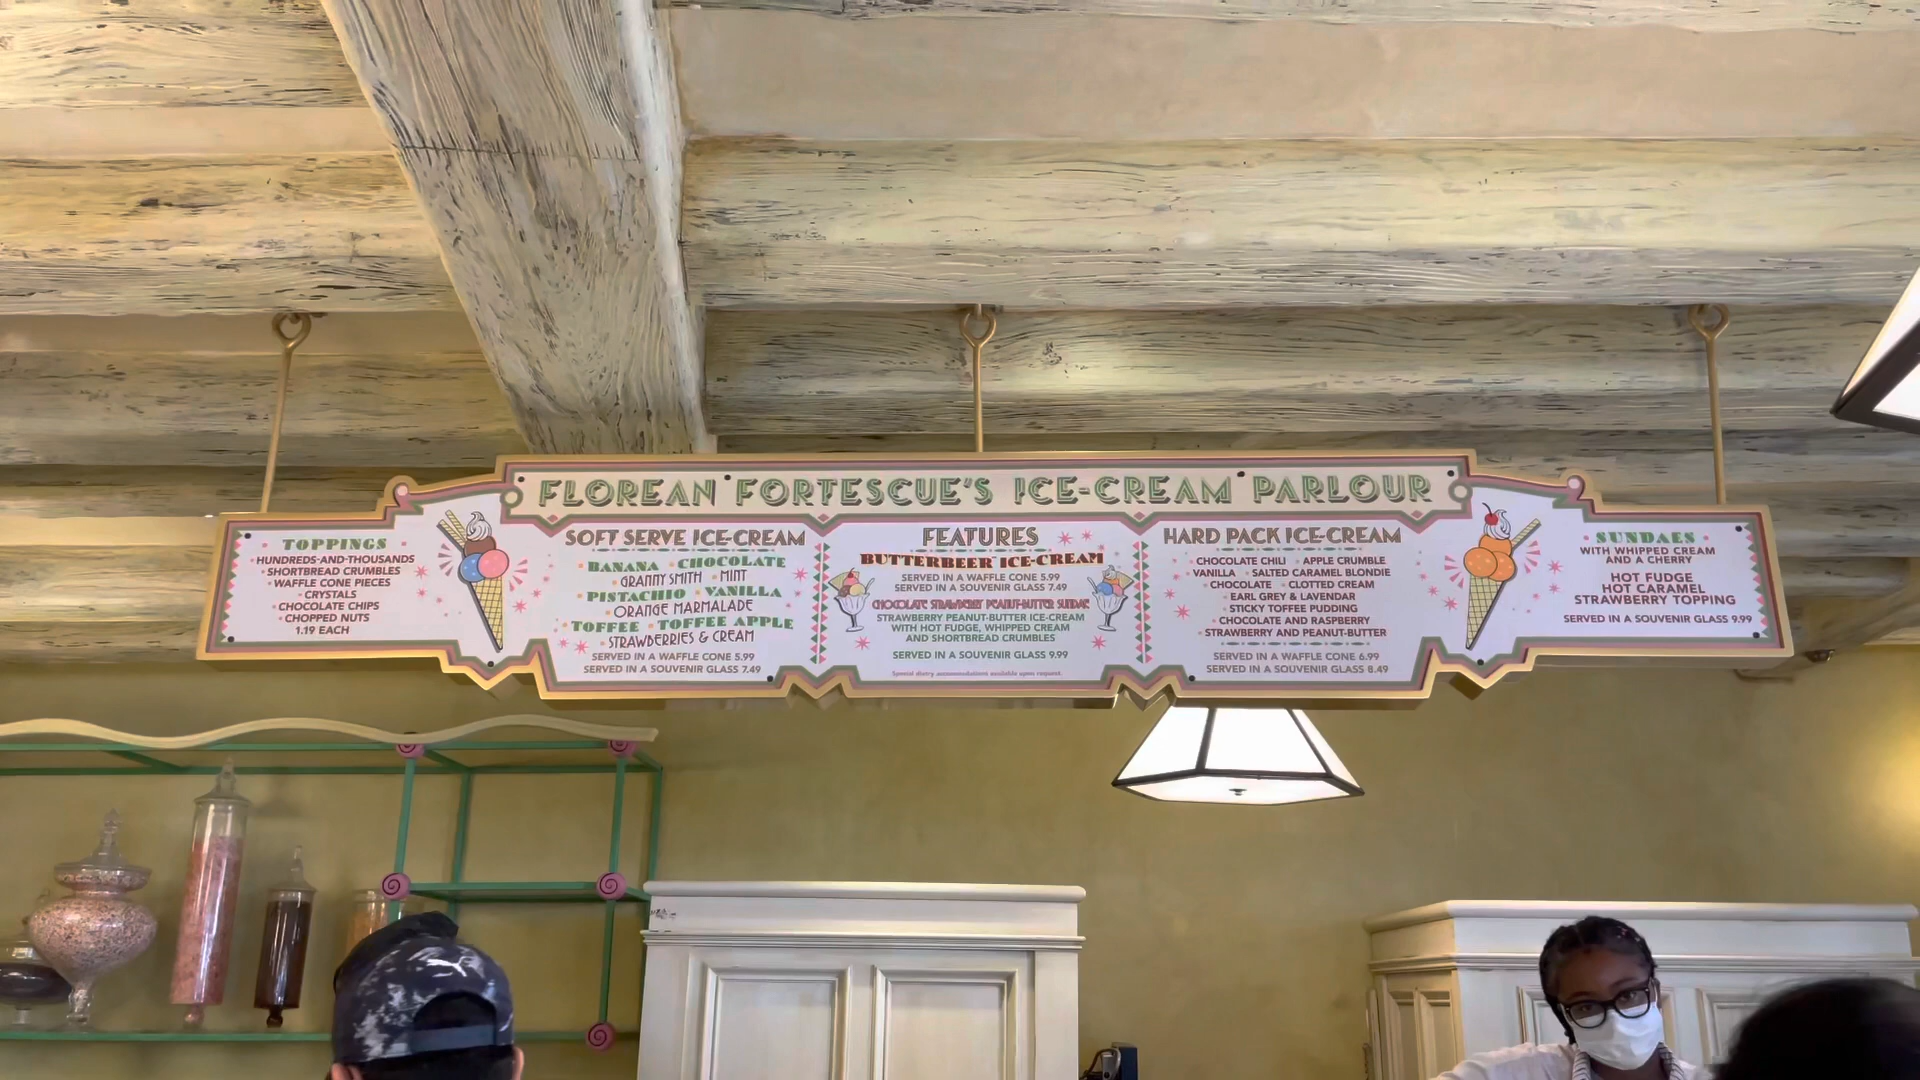 FLOREAN FORTESCUE'S ICE-CREAM PARLOUR
TOPPINGS
• HUNDREDS-AND-THOUSANDS
• SHORTBREAD CRUMBLES
• WAFFLE CONE PIECES
• CRYSTALS
• CHOCOLATE CHIPS
• CHOPPED NUTS
1.19 EACH
SOFT SERVE ICE-CREAM
• BANANA • CHOCOLATE
• GRANNY SMITH • MINT
• PISTACHIO • VANILLA
• ORANGE MARMALADE
• TOFFEE • TOFFEE APPLE
• STRAWBERRIES & CREAM
SERVED IN A WAFFLE CONE 5.99
SERVED IN A SOUVENIR GLASS 7.49
FEATURES
BUTTERBEER ICE-CREAM
SERVED IN A WAFFLE CONE 5.99
SERVED IN A SOUVENIR GLASS 7.49
CHOCOLATE STRAWBERRY PEANUT-BUTTER SUNDAE
STRAWBERRY PEANUT-BUTTER ICE-CREAM
WITH HOT FUDGE, WHIPPED CREAM
AND SHORTBREAD CRUMBLES
SERVED IN A SOUVENIR GLASS 9.99
Special dietry accommodations available upon request.
HARD PACK ICE-CREAM
• CHOCOLATE CHILI • APPLE CRUMBLE
• VANILLA • SALTED CARAMEL BLONDIE
• CHOCOLATE • CLOTTED CREAM
• EARL GREY & LAVENDAR
• STICKY TOFFEE PUDDING
• CHOCOLATE AND RASPBERRY
• STRAWBERRY AND PEANUT-BUTTER
SERVED IN A WAFFLE CONE 6.99
SERVED IN A SOUVENIR GLASS 8.49
• SUNDAES •
WITH WHIPPED CREAM
AND A CHERRY
HOT FUDGE
HOT CARAMEL
STRAWBERRY TOPPING
SERVED IN A SOUVENIR GLASS 9.99